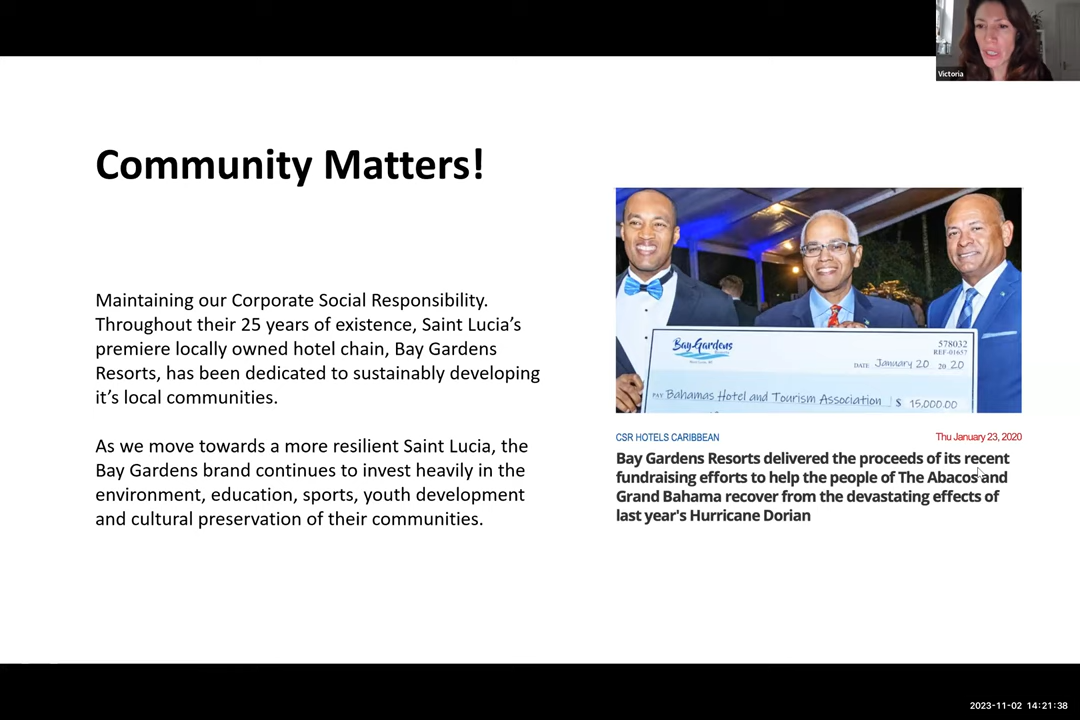 Victoria
Community Matters!
Maintaining our Corporate Social Responsibility.
Throughout their 25 years of existence, Saint Lucia's
premiere locally owned hotel chain, Bay Gardens
Resorts, has been dedicated to sustainably developing
it's local communities.
As we move towards a more resilient Saint Lucia, the
Bay Gardens brand continues to invest heavily in the
environment, education, sports, youth development
and cultural preservation of their communities.
Bay Gardens
578032
REF-01657
DATE January 20 20 20
PAY Bahamas Hotel and Tourism Association $ 15,000.00
CSR HOTELS CARIBBEAN
Thu January 23, 2020
Bay Gardens Resorts delivered the proceeds of its recent
fundraising efforts to help the people of The Abacos and
Grand Bahama recover from the devastating effects of
last year's Hurricane Dorian
2023-11-02 14:21:38